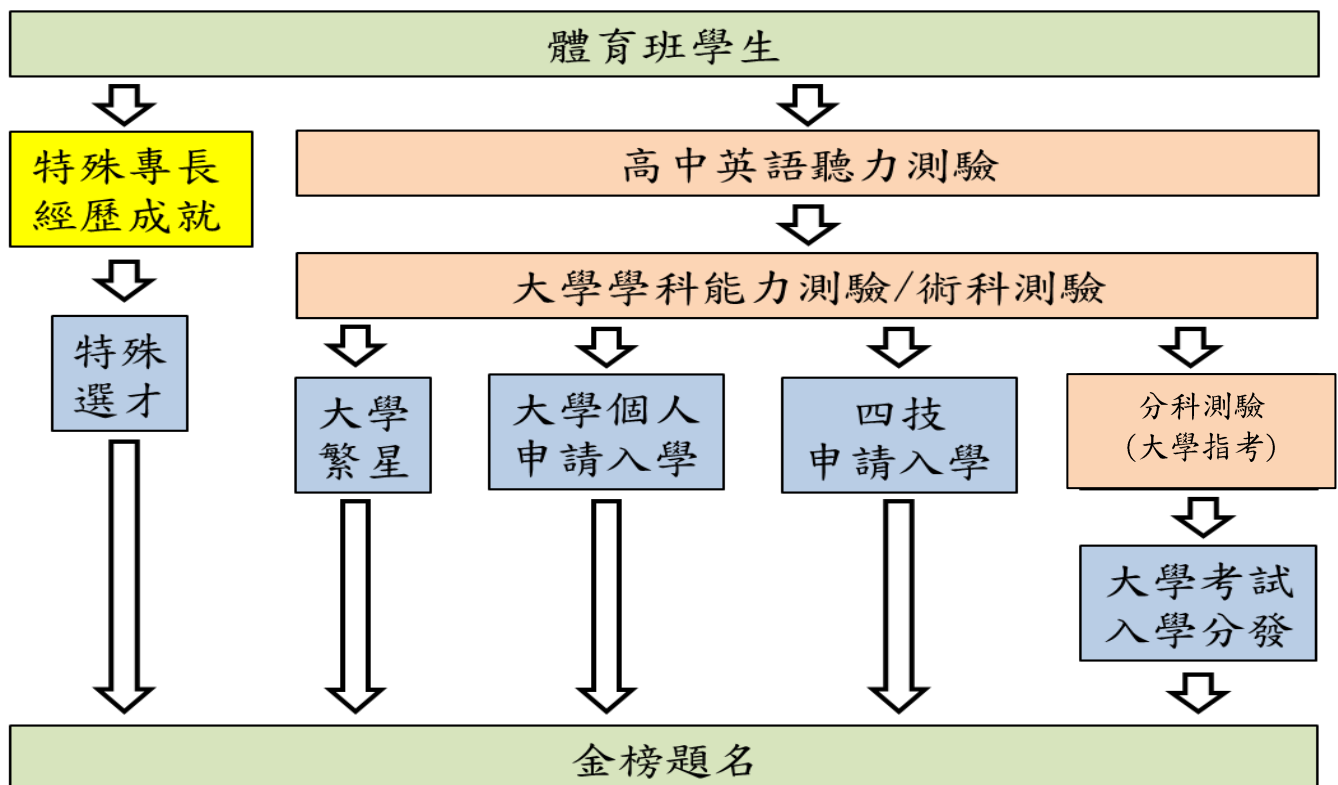 體育班學生
特殊專長
經歷成就
高中英語聽力測驗
大學學科能力測驗/術科測驗
特殊
選才
大學
繁星
大學個人
申請入學
四技
申請入學
分科測驗
(大學指考)
大學考試
入學分發
金榜題名